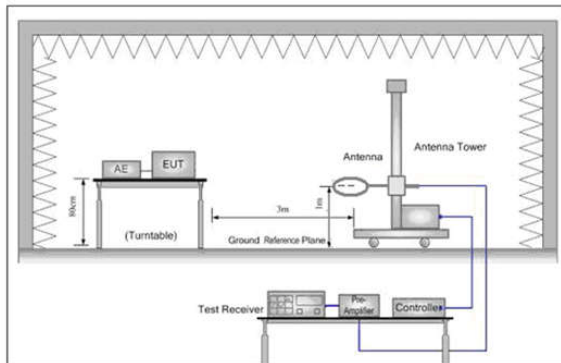 AE
EUT
80cm
(Turntable)
3m
Antenna
Antenna Tower
1m
Ground Reference Plane
Test Receiver
Pre-
Amplifier
Controller